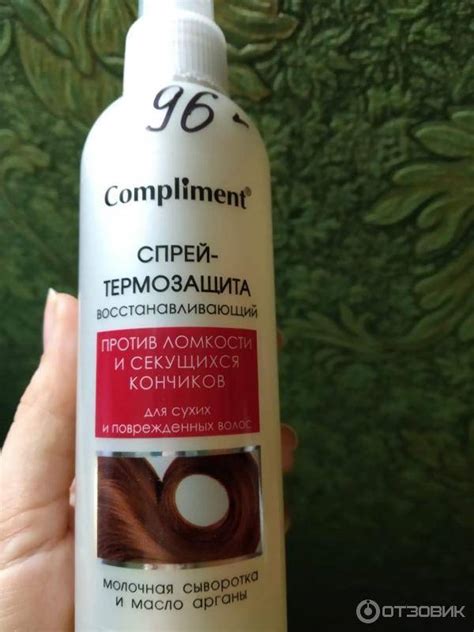 96-
Compliment®
СПРЕЙ-
ТЕРМОЗАЩИТА
восстанавливающий
ПРОТИВ ЛОМКОСТИ
И СЕКУЩИХСЯ
КОНЧИКОВ
для сухих
и поврежденных волос
молочная сыворотка
и масло арганы
ОТЗОВИК